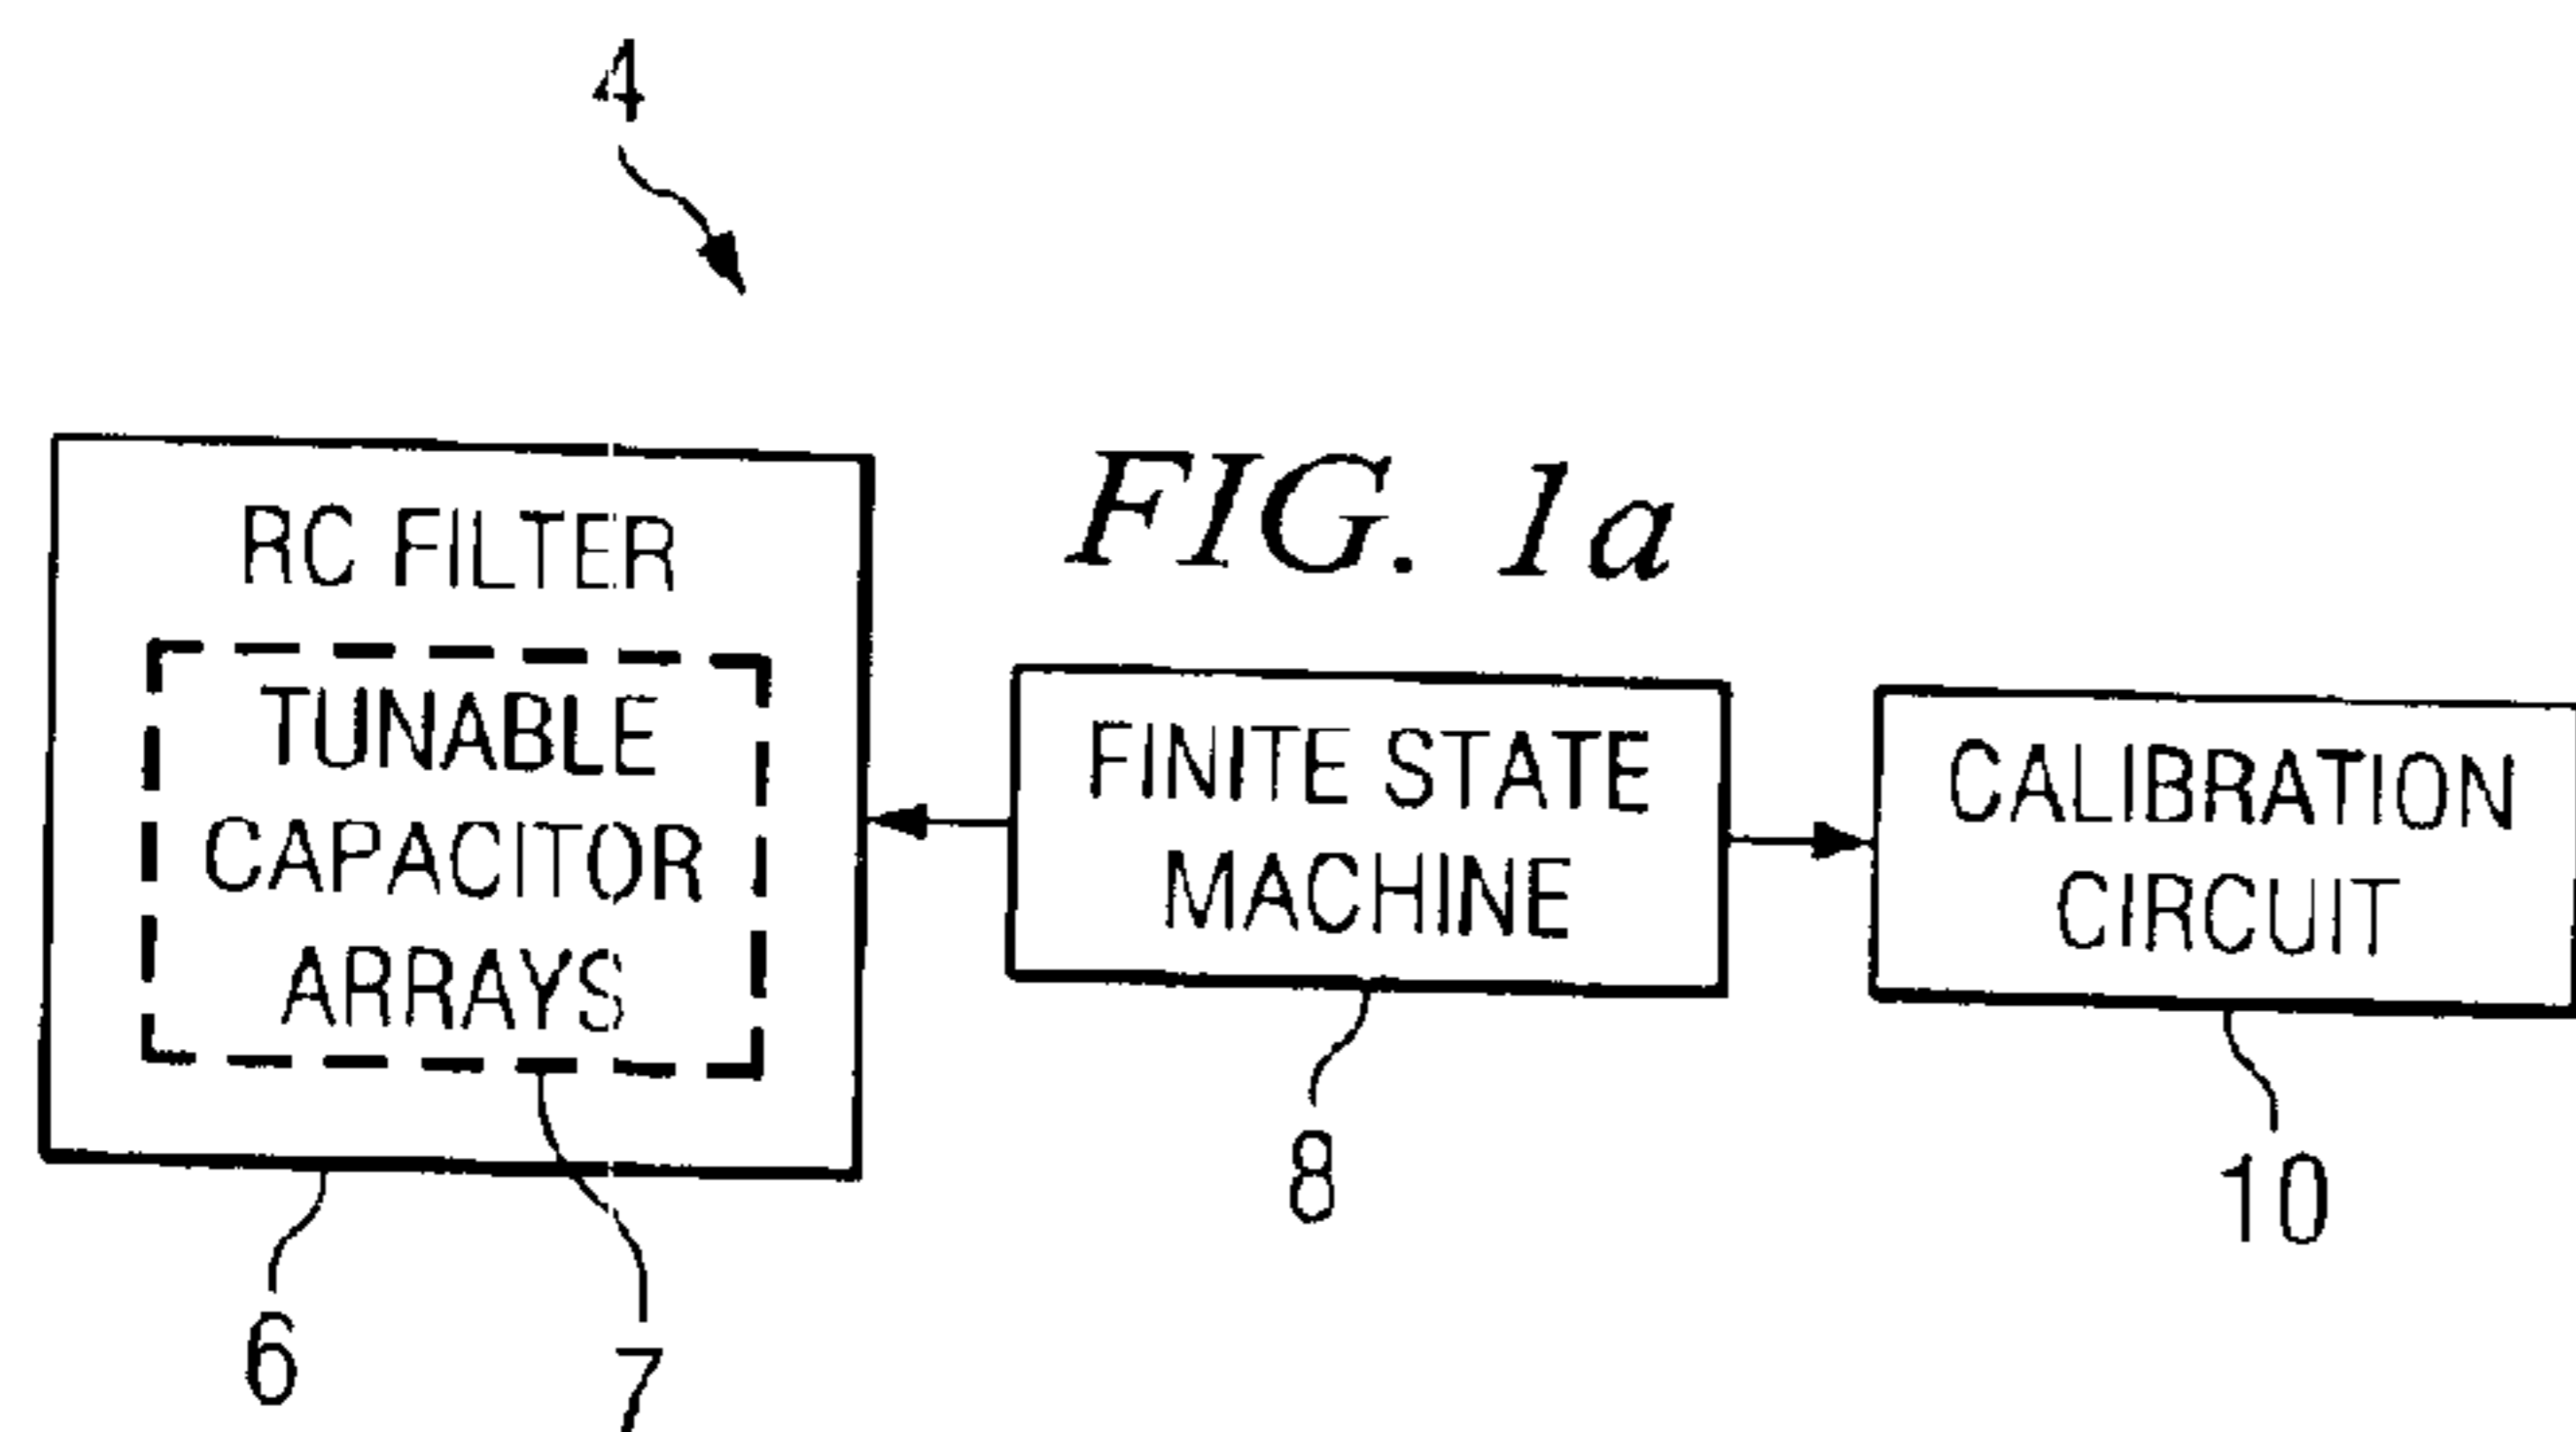 4
FIG. 1a
RC FILTER
TUNABLE
CAPACITOR
ARRAYS
FINITE STATE
MACHINE
CALIBRATION
CIRCUIT
6
7
8
10